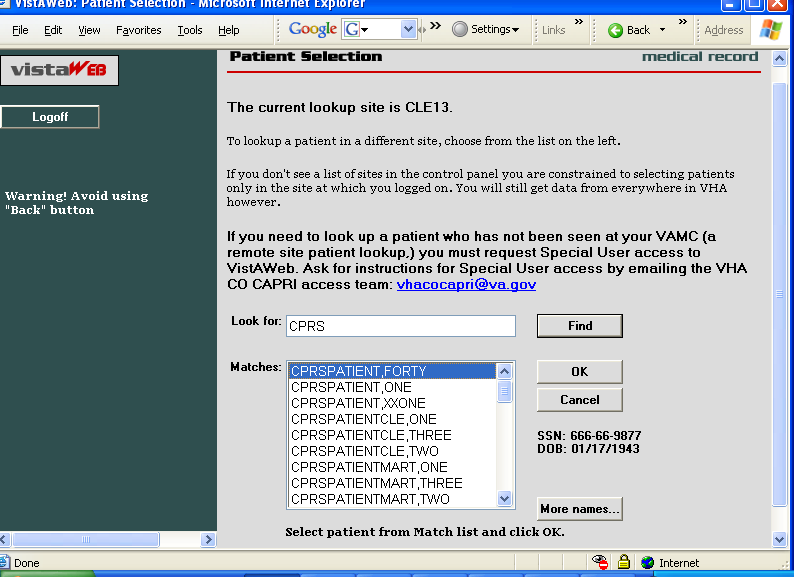 VistAWeb: Patient Selection - Microsoft Internet Explorer
File Edit View Favorites Tools Help Google G Settings Links Back Address
vistaWEB
Patient Selection medical record
Logoff
Warning! Avoid using
"Back" button
The current lookup site is CLE13.
To lookup a patient in a different site, choose from the list on the left.
If you don't see a list of sites in the control panel you are constrained to selecting patients
only in the site at which you logged on. You will still get data from everywhere in VHA
however.
If you need to look up a patient who has not been seen at your VAMC (a
remote site patient lookup,) you must request Special User access to
VistAWeb. Ask for instructions for Special User access by emailing the VHA
CO CAPRI access team: vhacocapri@va.gov
Look for: CPRS Find
Matches: CPRSPATIENT,FORTY OK
CPRSPATIENT,ONE
CPRSPATIENT,XXONE Cancel
CPRSPATIENTCLE,ONE
CPRSPATIENTCLE,THREE SSN: 666-66-9877
CPRSPATIENTCLE,TWO DOB: 01/17/1943
CPRSPATIENTMART,ONE
CPRSPATIENTMART,THREE
CPRSPATIENTMART,TWO More names...
Select patient from Match list and click OK.
Done Internet